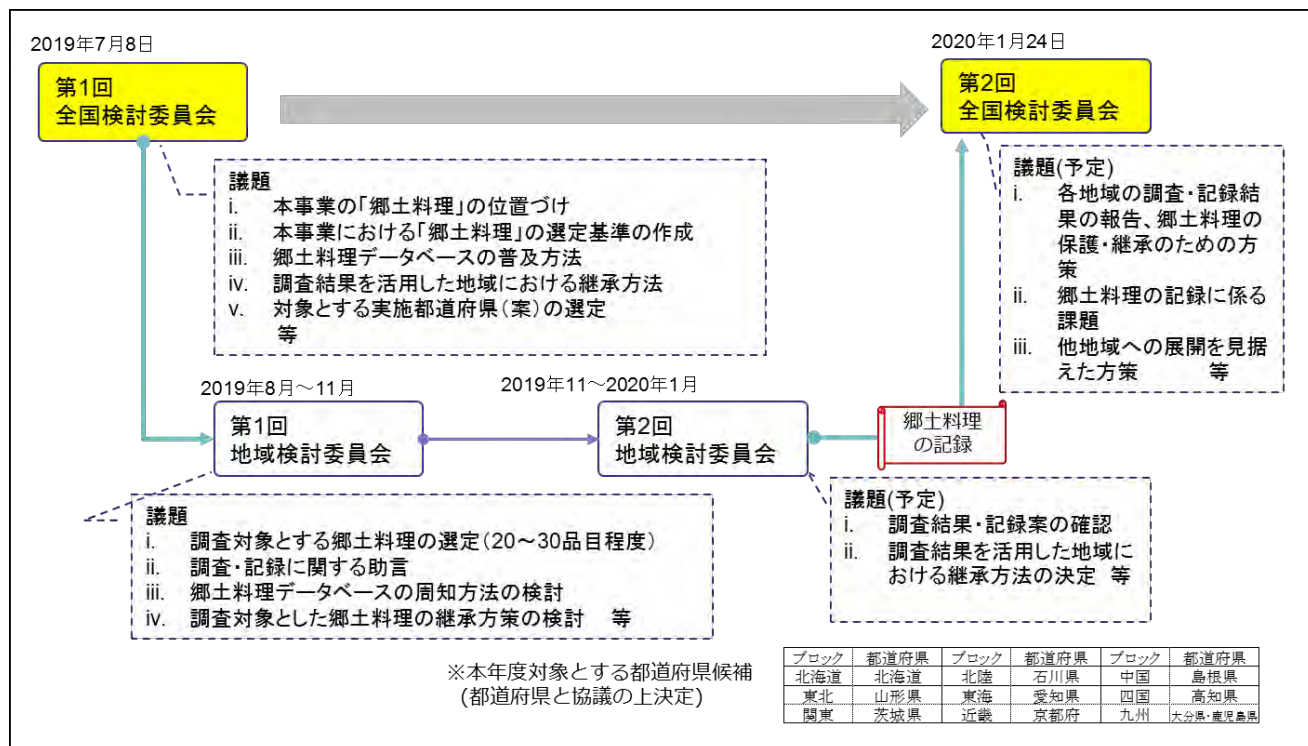 2019年7月8日
第1回
全国検討委員会
2020年1月24日
第2回
全国検討委員会
議題
i. 本事業の「郷土料理」の位置づけ
ii. 本事業における「郷土料理」の選定基準の作成
iii. 郷土料理データベースの普及方法
iv. 調査結果を活用した地域における継承方法
v. 対象とする実施都道府県(案)の選定
等
議題(予定)
i. 各地域の調査・記録結
果の報告、郷土料理の
保護・継承のための方
策
ii. 郷土料理の記録に係る
課題
iii. 他地域への展開を見据
えた方策 等
2019年8月～11月
第1回
地域検討委員会
2019年11～2020年1月
第2回
地域検討委員会
郷土料理
の記録
議題
i. 調査対象とする郷土料理の選定(20～30品目程度)
ii. 調査・記録に関する助言
iii. 郷土料理データベースの周知方法の検討
iv. 調査対象とした郷土料理の継承方策の検討 等
議題(予定)
i. 調査結果・記録案の確認
ii. 調査結果を活用した地域に
おける継承方法の決定 等
※本年度対象とする都道府県候補
(都道府県と協議の上決定)
ブロック 都道府県 ブロック 都道府県 ブロック 都道府県
北海道 北海道 北陸 石川県 中国 島根県
東北 山形県 東海 愛知県 四国 高知県
関東 茨城県 近畿 京都府 九州 大分県・鹿児島県